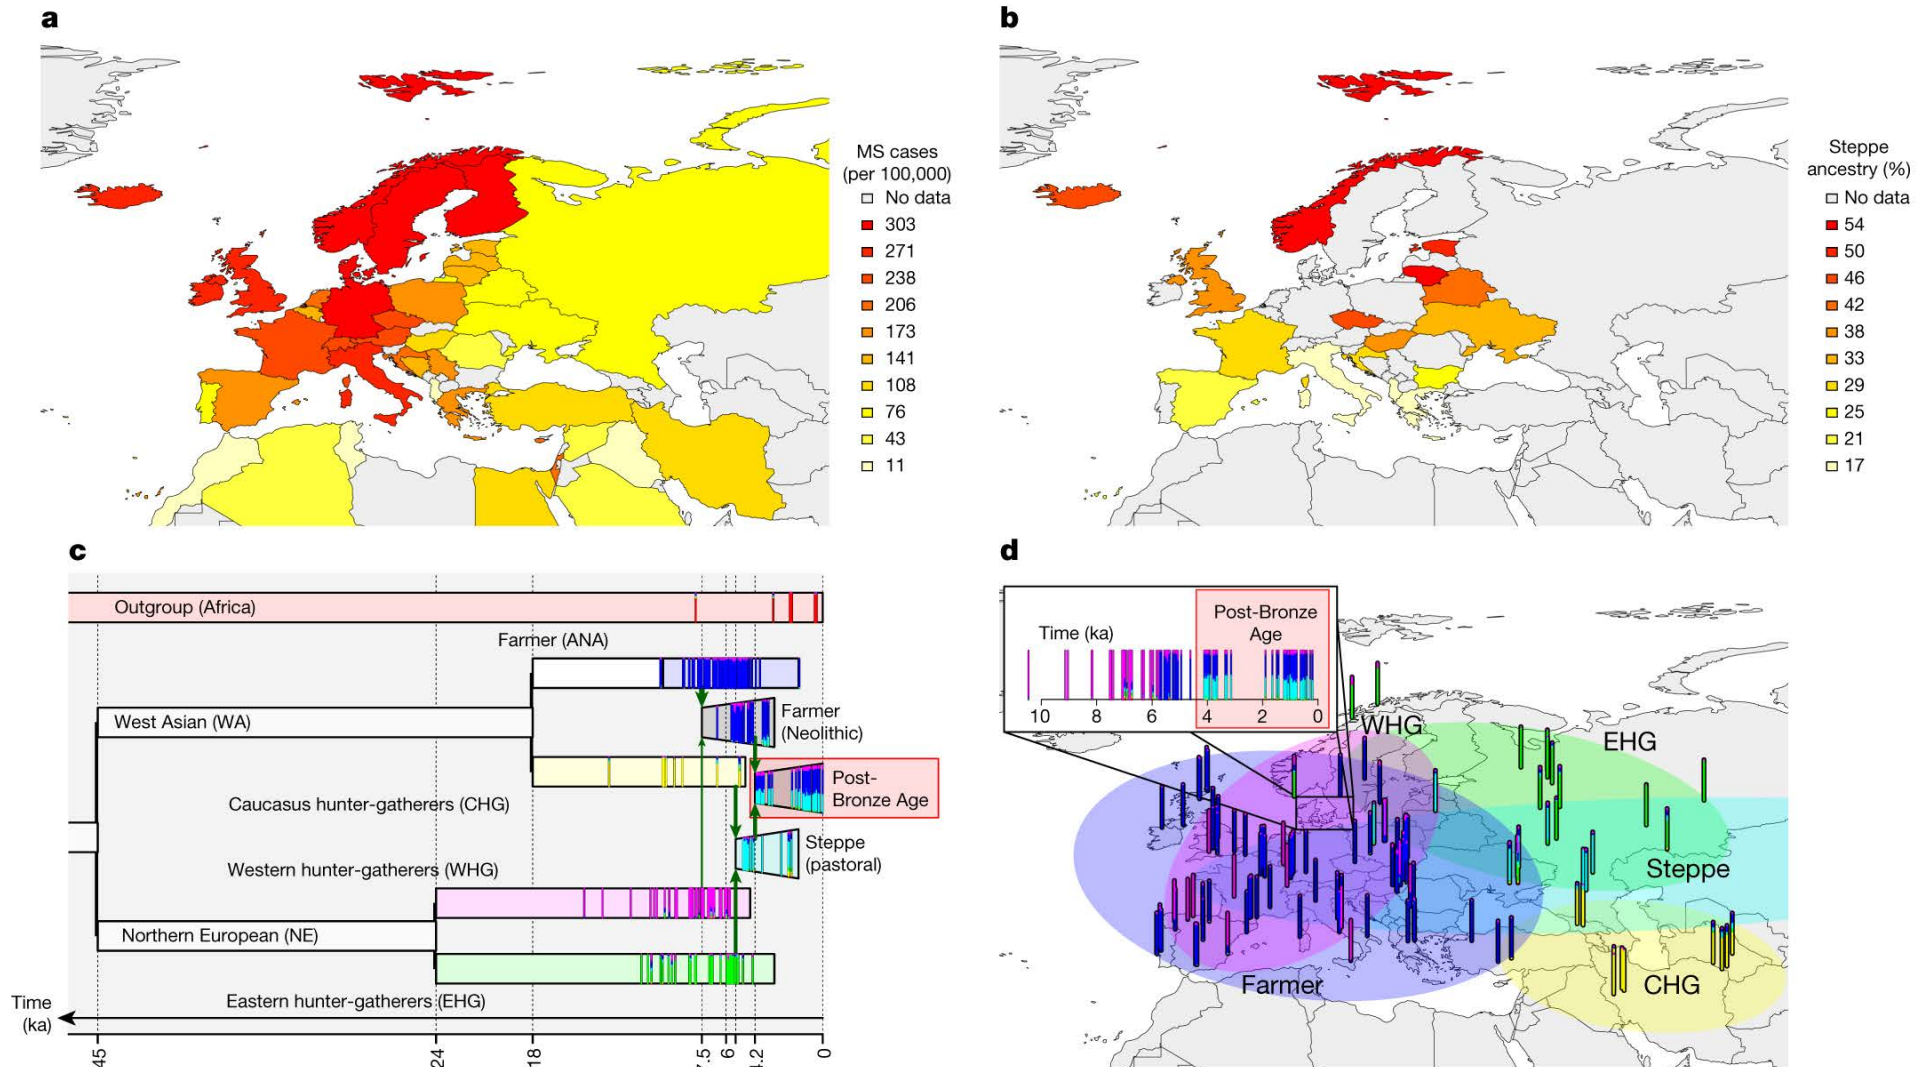 a
MS cases
(per 100,000)
No data
303
271
238
206
173
141
108
76
43
11
b
Steppe
ancestry (%)
No data
54
50
46
42
38
33
29
25
21
17
c
Outgroup (Africa)
Farmer (ANA)
West Asian (WA)
Farmer
(Neolithic)
Post-
Bronze Age
Caucasus hunter-gatherers (CHG)
Steppe
(pastoral)
Western hunter-gatherers (WHG)
Northern European (NE)
Eastern hunter-gatherers (EHG)
Time
(ka)
45
24
18
7.5
6
4.2
0
d
Post-Bronze
Age
Time (ka)
10
8
6
4
2
0
WHG
EHG
Steppe
Farmer
CHG